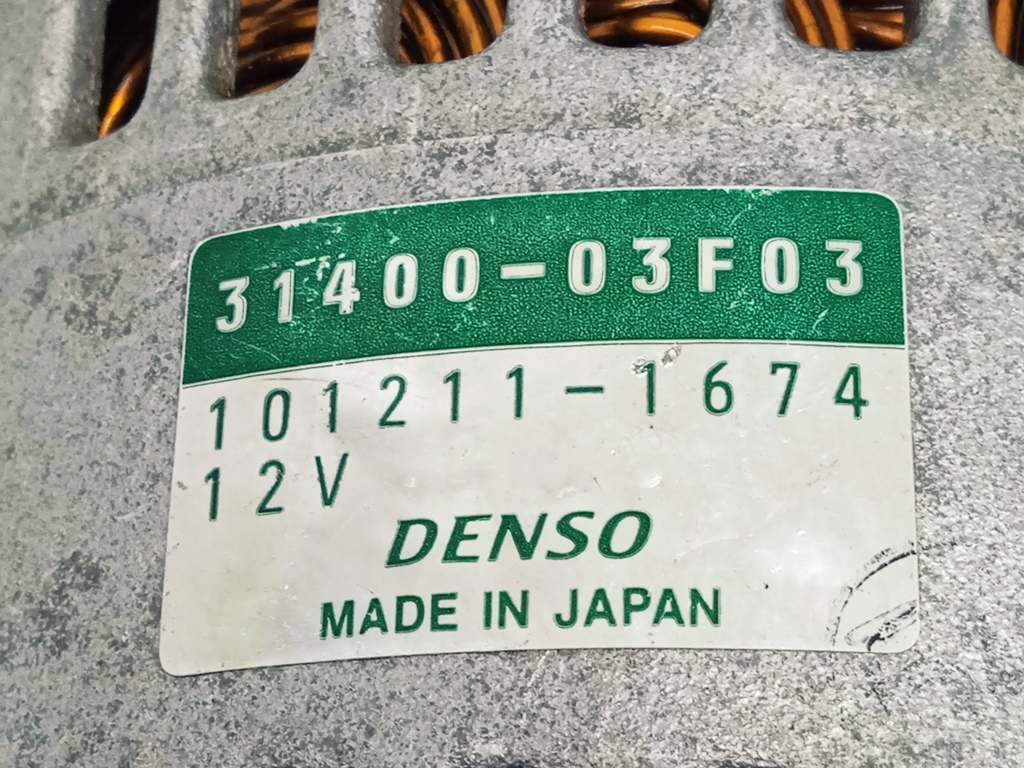 31400-03F03
101211-1674
12V
DENSO
MADE IN JAPAN